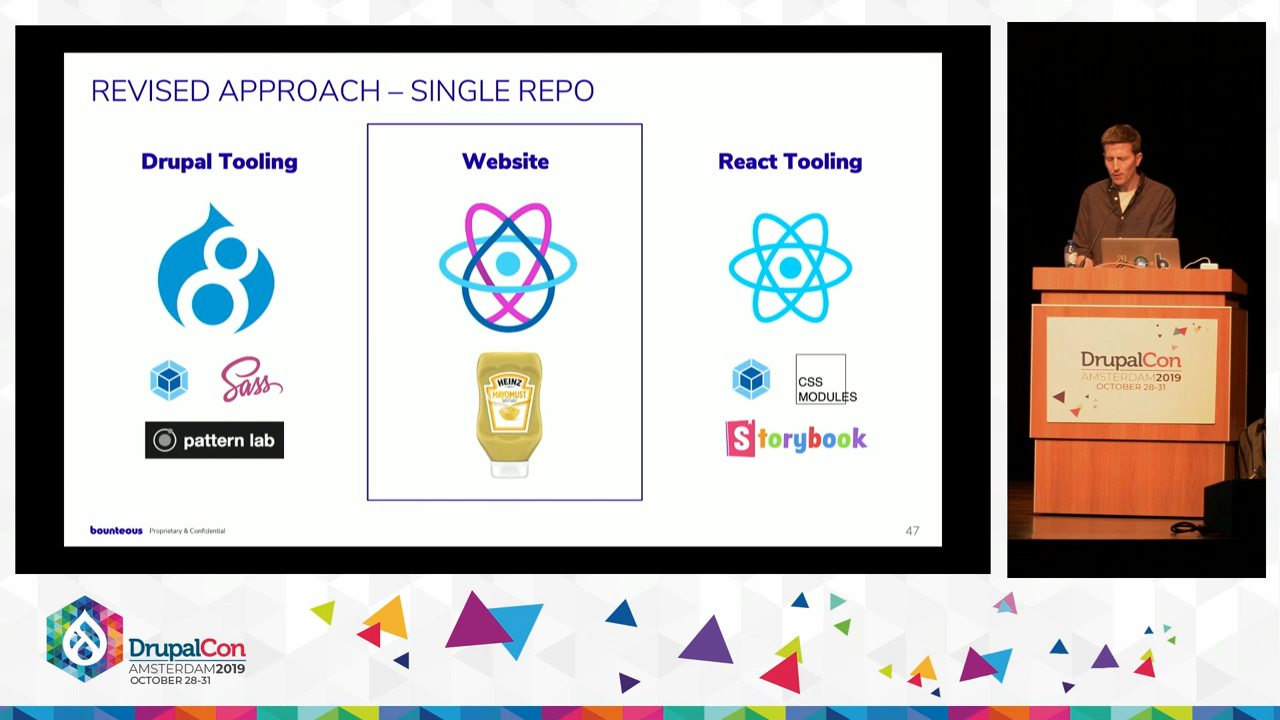 REVISED APPROACH – SINGLE REPO
Drupal Tooling
Website
React Tooling
8
Sass
pattern lab
HEINZ
MAYOMUST
CSS
MODULES
Storybook
bounteous Proprietary & Confidential
47
DrupalCon
AMSTERDAM2019
OCTOBER 28-31
DrupalCon
AMSTERDAM2019
OCTOBER 28-31